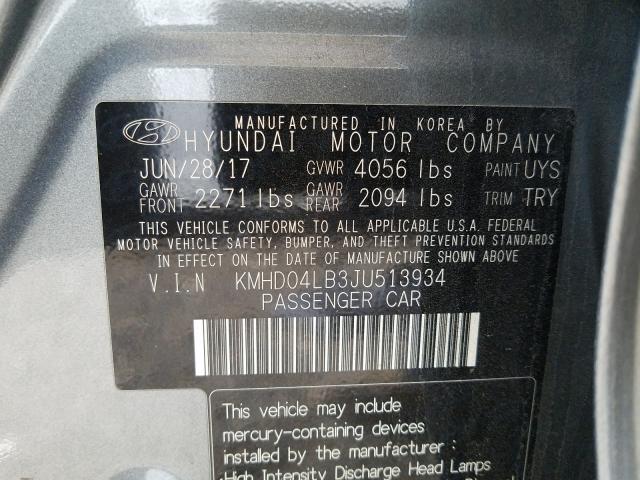 MANUFACTURED IN KOREA BY
HYUNDAI MOTOR COMPANY
JUN/28/17 GVWR 4056 lbs PAINT UYS
GAWR FRONT 2271 lbs GAWR REAR 2094 lbs TRIM TRY
THIS VEHICLE CONFORMS TO ALL APPLICABLE U.S.A. FEDERAL
MOTOR VEHICLE SAFETY, BUMPER, AND THEFT PREVENTION STANDARDS
IN EFFECT ON THE DATE OF MANUFACTURE SHOWN ABOVE
V.I.N KMHD04LB3JU513934
PASSENGER CAR
This vehicle may include
mercury-containing devices
installed by the manufacturer :
High Intensity Discharge Head Lamps